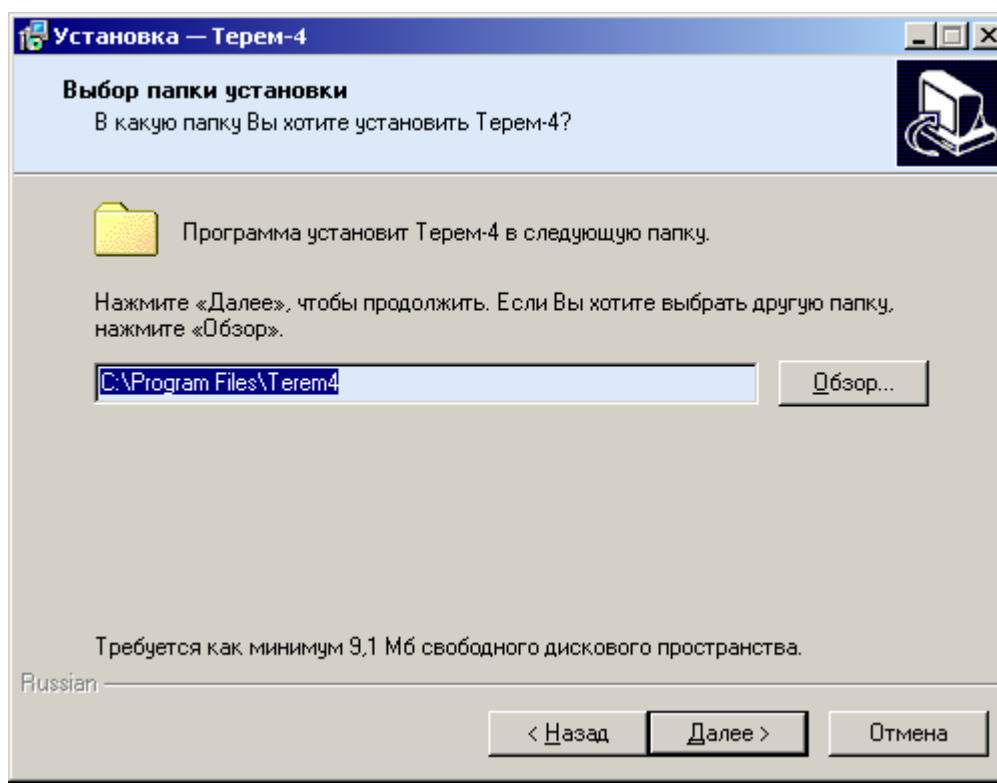 Установка — Терем-4
Выбор папки установки
В какую папку Вы хотите установить Терем-4?
Программа установит Терем-4 в следующую папку.
Нажмите «Далее», чтобы продолжить. Если Вы хотите выбрать другую папку,
нажмите «Обзор».
C:\Program Files\Terem4
Обзор...
Требуется как минимум 9,1 Мб свободного дискового пространства.
Russian
< Назад
Далее >
Отмена